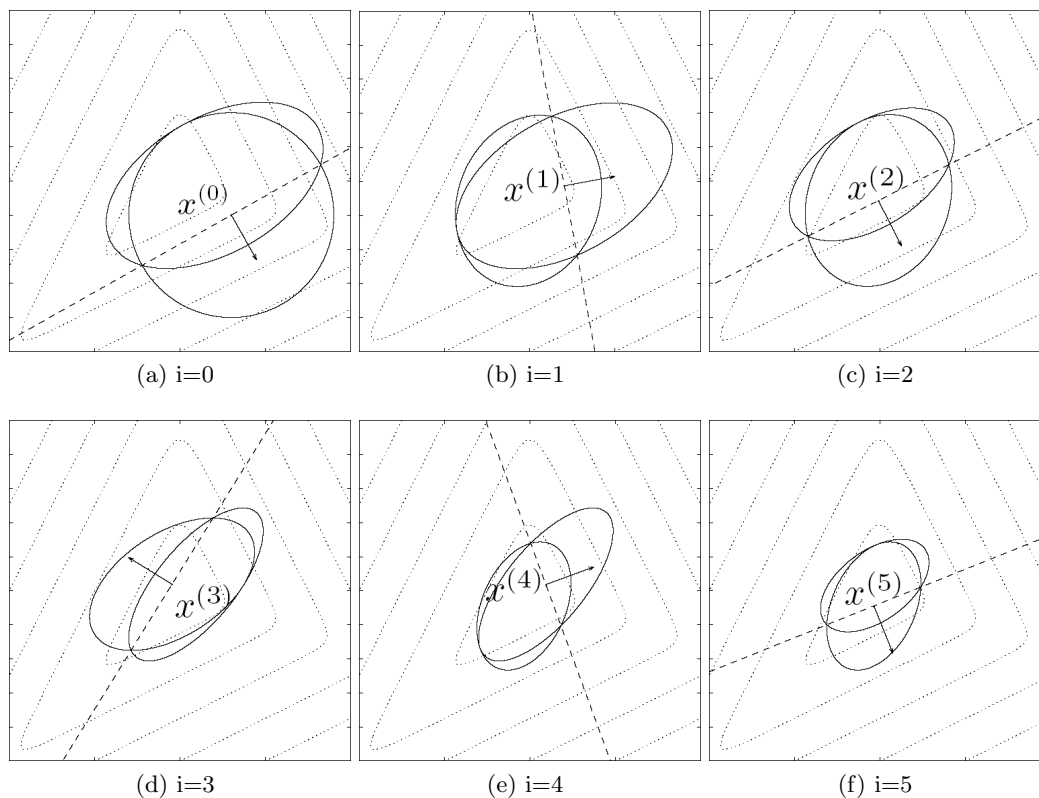 x^{(0)}
x^{(1)}
x^{(2)}
(a) i=0
(b) i=1
(c) i=2
x^{(3)}
x^{(4)}
x^{(5)}
(d) i=3
(e) i=4
(f) i=5